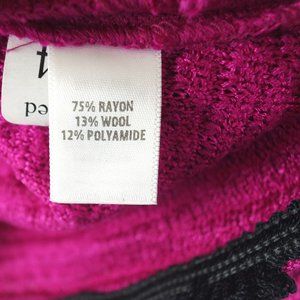 75% RAYON
13% WOOL
12% POLYAMIDE